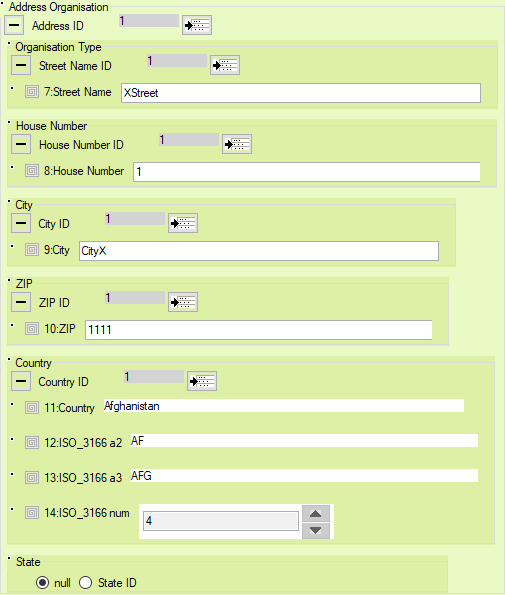 Address Organisation
Address ID 1
Organisation Type
Street Name ID 1
7:Street Name XStreet
House Number
House Number ID 1
8:House Number 1
City
City ID 1
9:City CityX
ZIP
ZIP ID 1
10:ZIP 1111
Country
Country ID 1
11:Country Afghanistan
12:ISO_3166 a2 AF
13:ISO_3166 a3 AFG
14:ISO_3166 num 4
State
null State ID